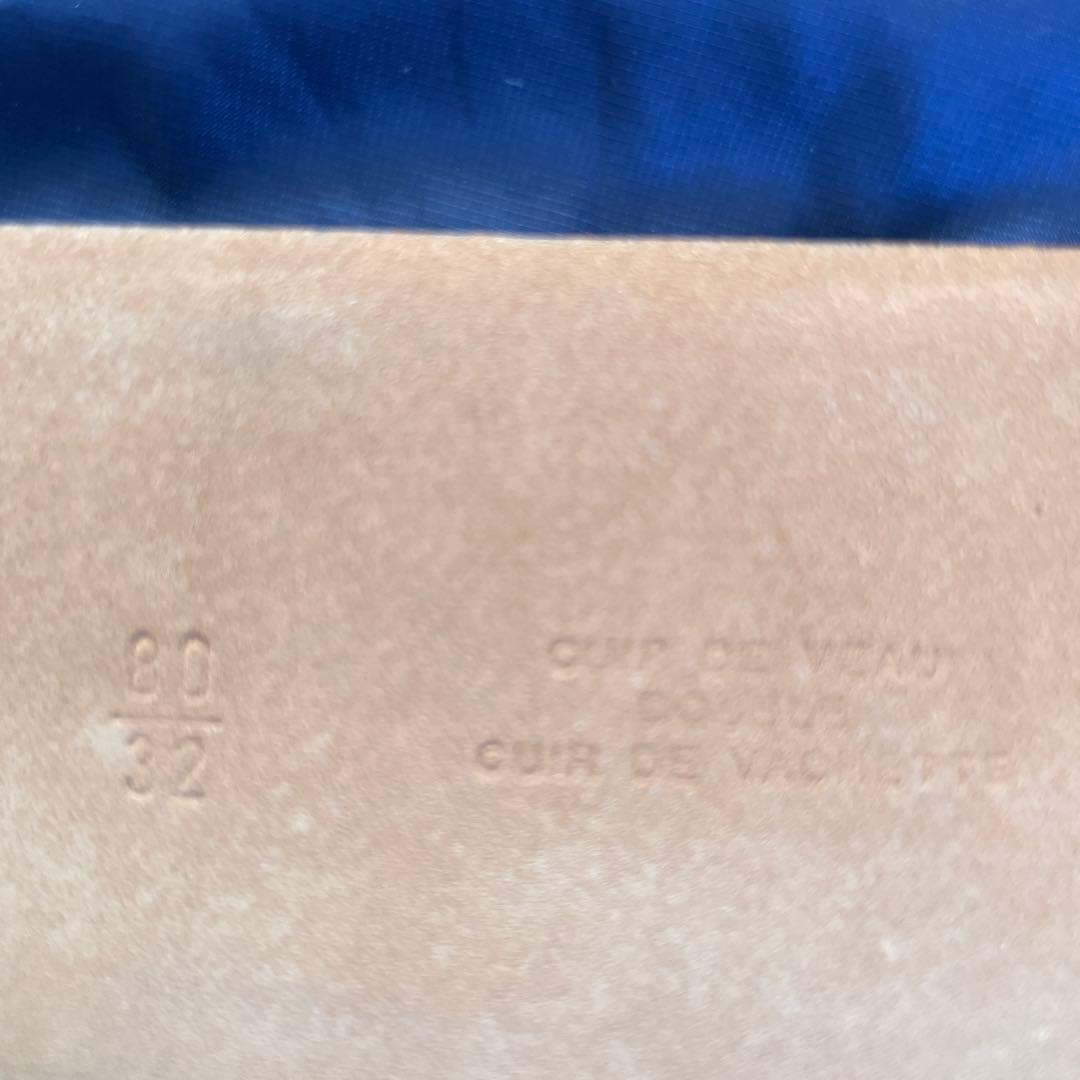 80
32
CUIR DE VEAU
DOUBLE
CUIR DE VACHETTE